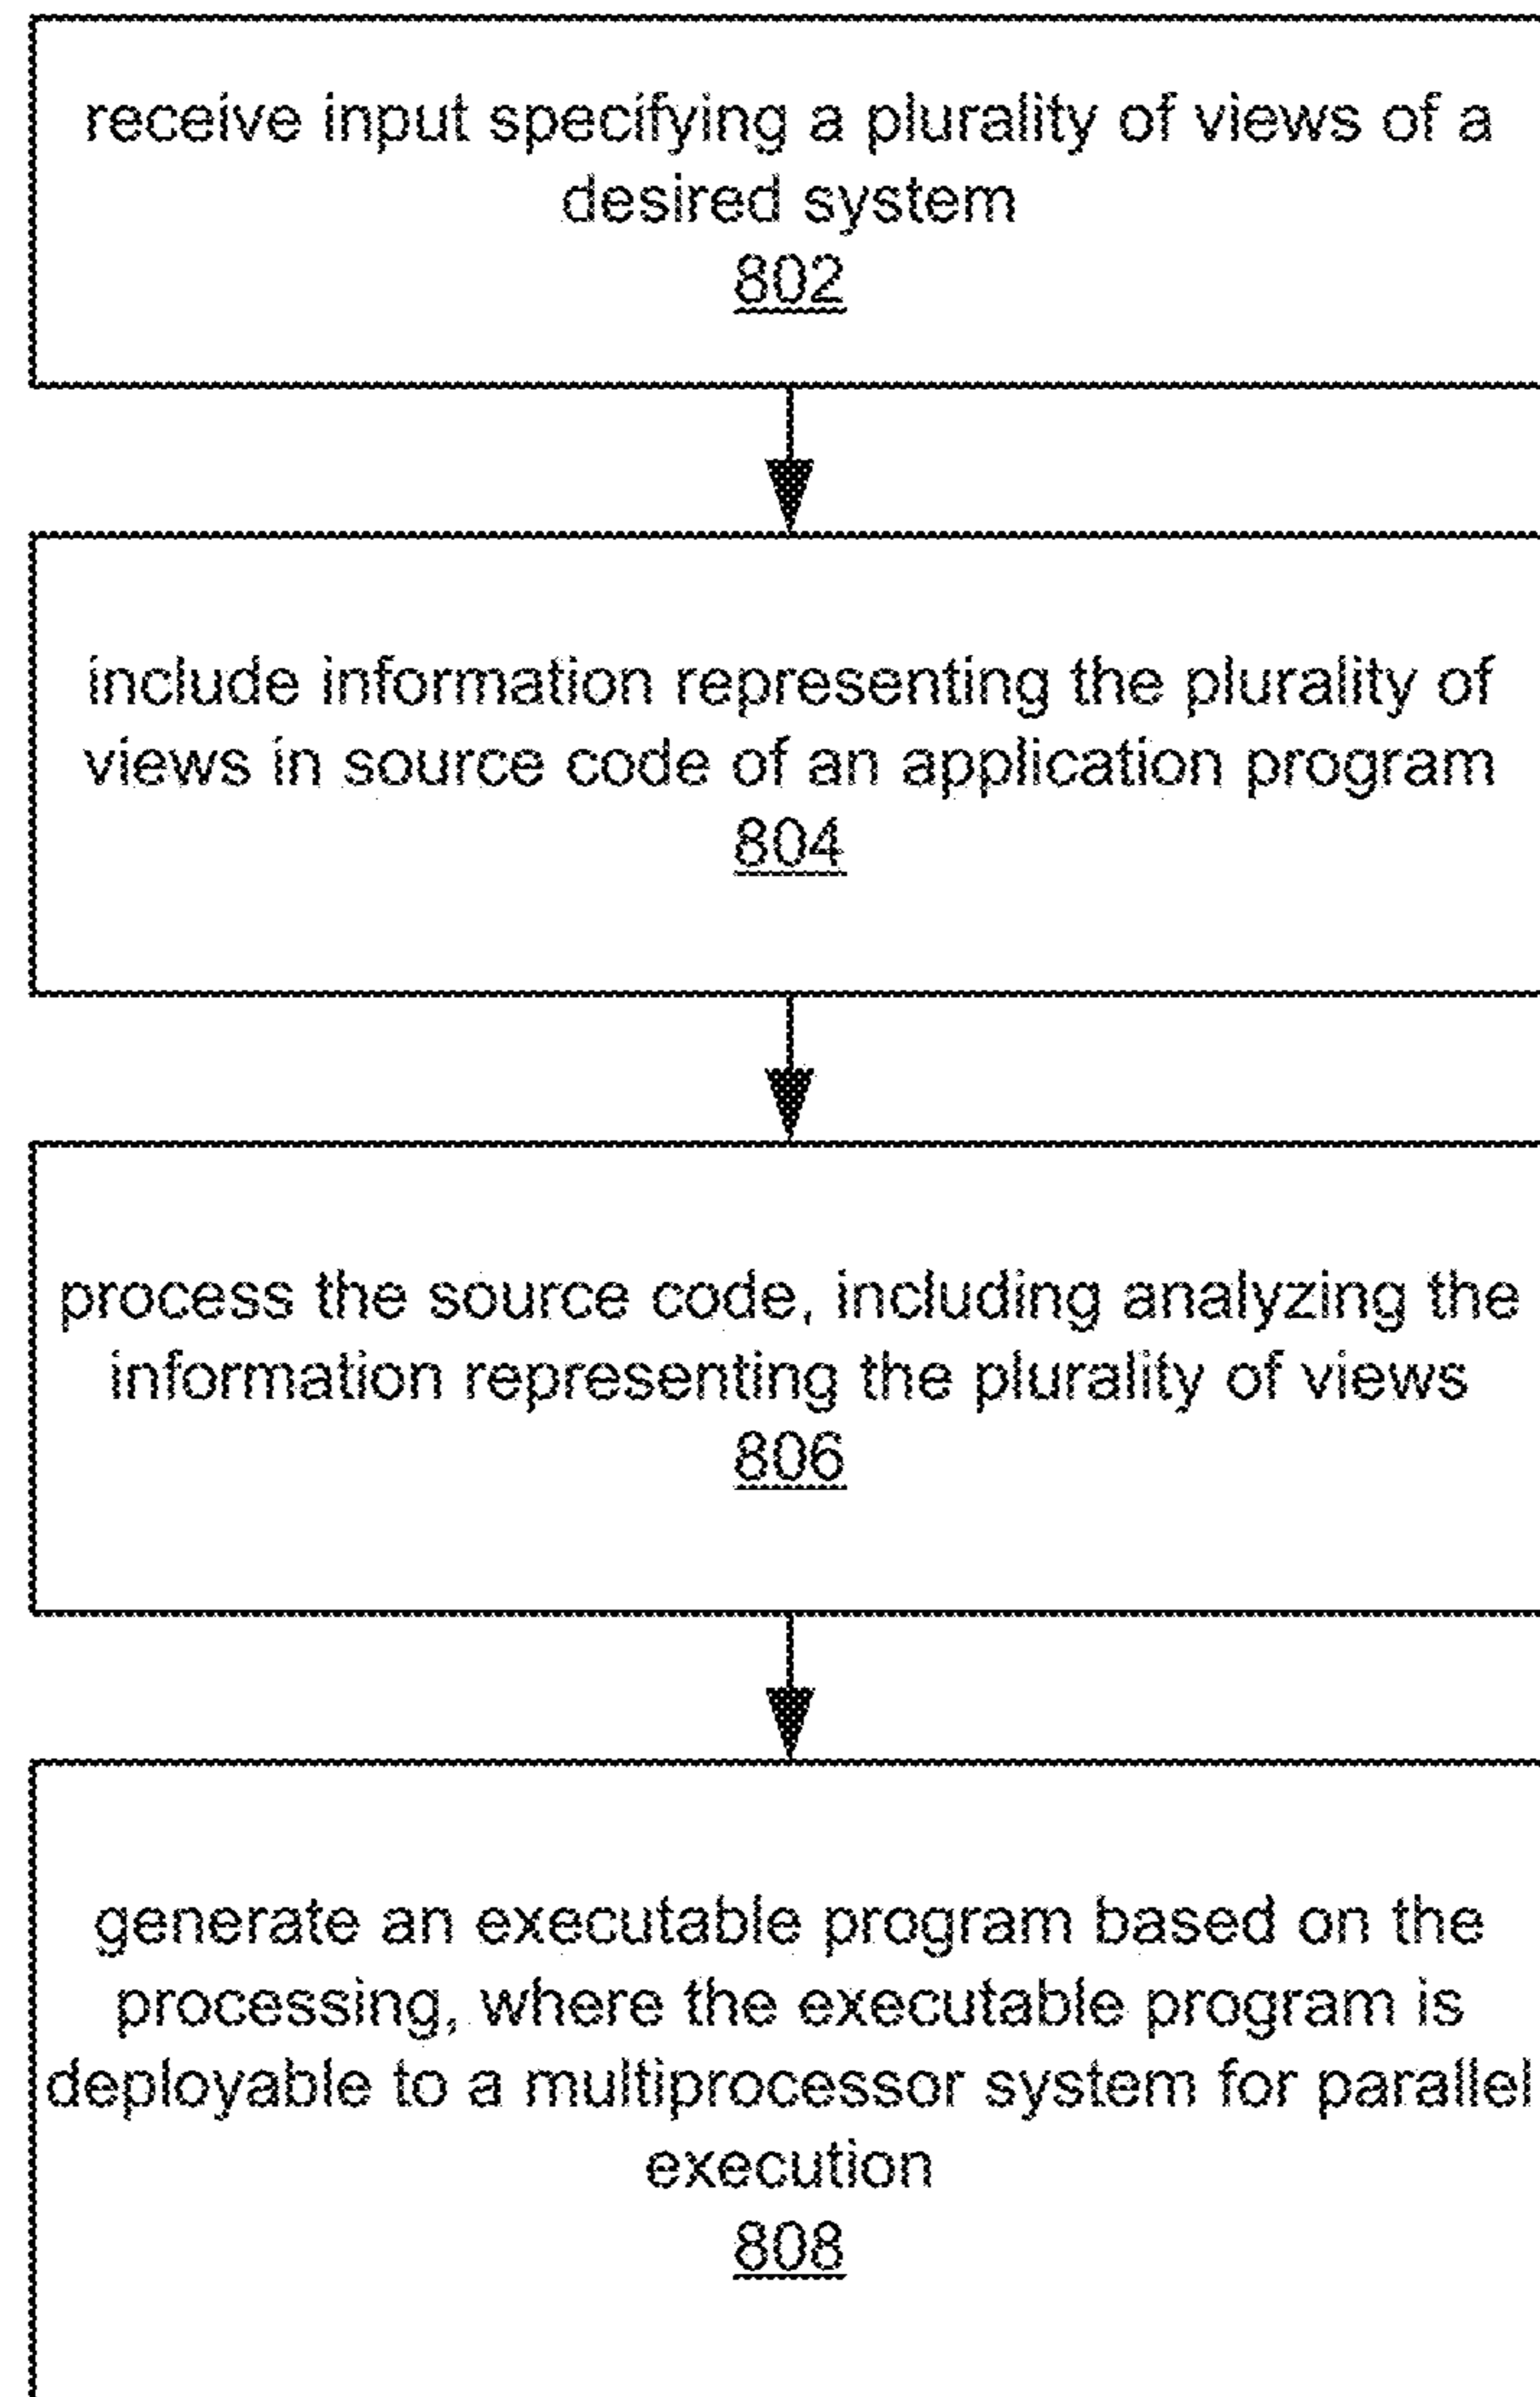 receive input specifying a plurality of views of a
desired system
802
include information representing the plurality of
views in source code of an application program
804
process the source code, including analyzing the
information representing the plurality of views
806
generate an executable program based on the
processing, where the executable program is
deployable to a multiprocessor system for parallel
execution
808